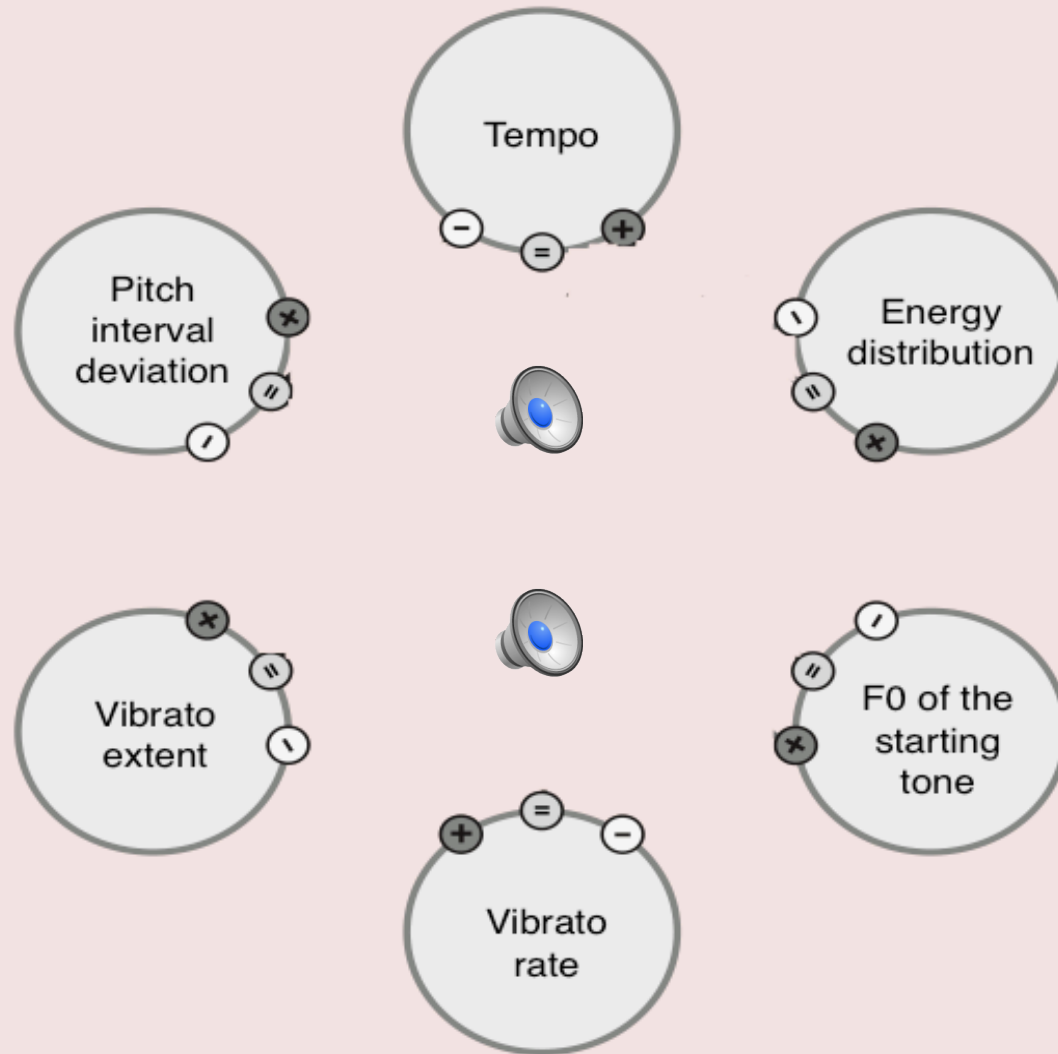 Tempo
− = +
Pitch
interval
deviation
+ = −
Energy
distribution
− = +
Vibrato
extent
+ = −
F0 of the
starting
tone
− = +
+ = −
Vibrato
rate